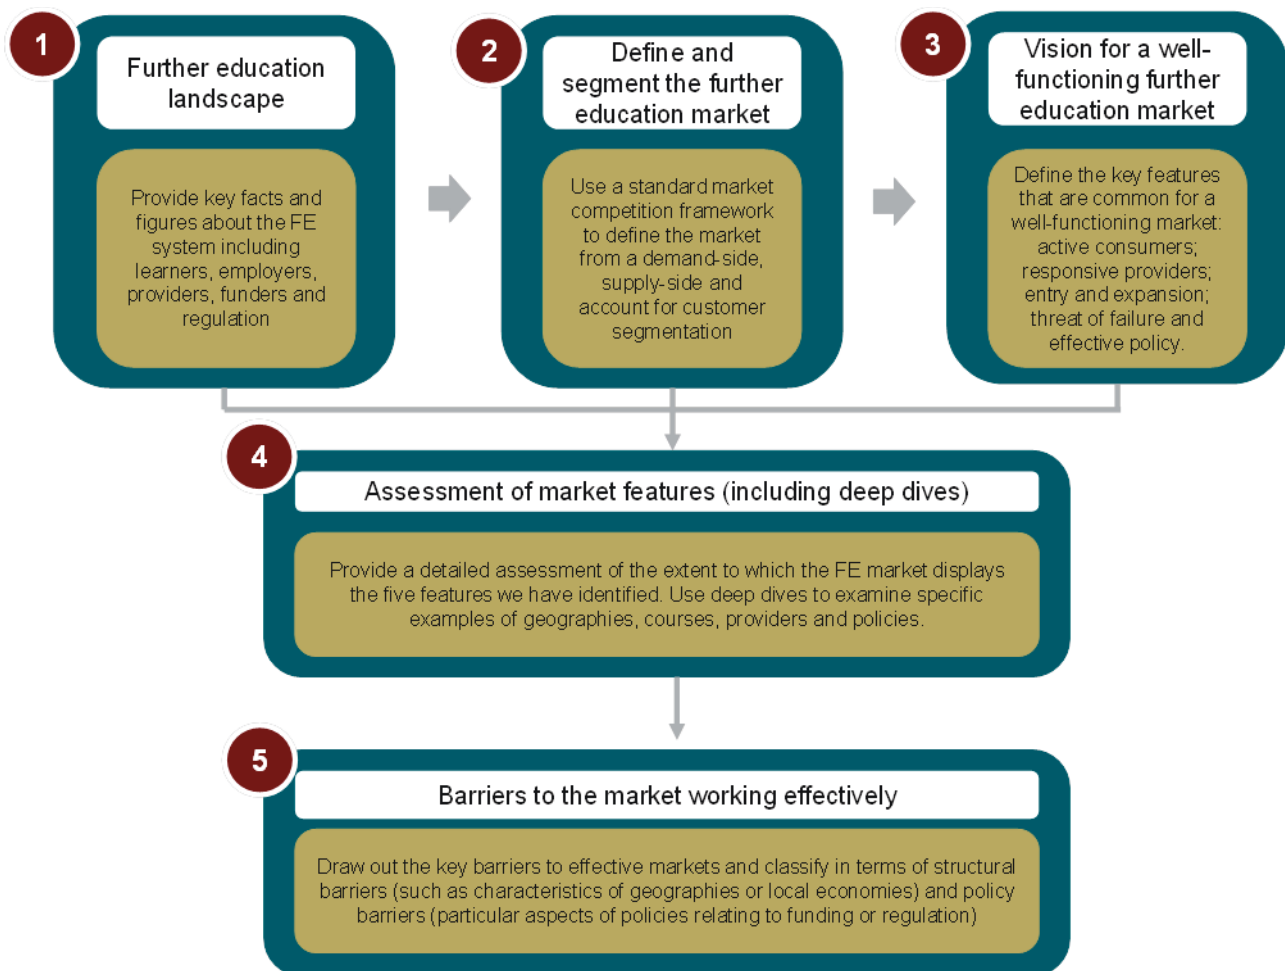 1
Further education
landscape
Provide key facts and
figures about the FE
system including
learners, employers,
providers, funders and
regulation
2
Define and
segment the further
education market
Use a standard market
competition framework
to define the market
from a demand-side,
supply-side and
account for customer
segmentation
3
Vision for a well-
functioning further
education market
Define the key features
that are common for a
well-functioning market:
active consumers;
responsive providers;
entry and expansion;
threat of failure and
effective policy.
4
Assessment of market features (including deep dives)
Provide a detailed assessment of the extent to which the FE market displays
the five features we have identified. Use deep dives to examine specific
examples of geographies, courses, providers and policies.
5
Barriers to the market working effectively
Draw out the key barriers to effective markets and classify in terms of structural
barriers (such as characteristics of geographies or local economies) and policy
barriers (particular aspects of policies relating to funding or regulation)